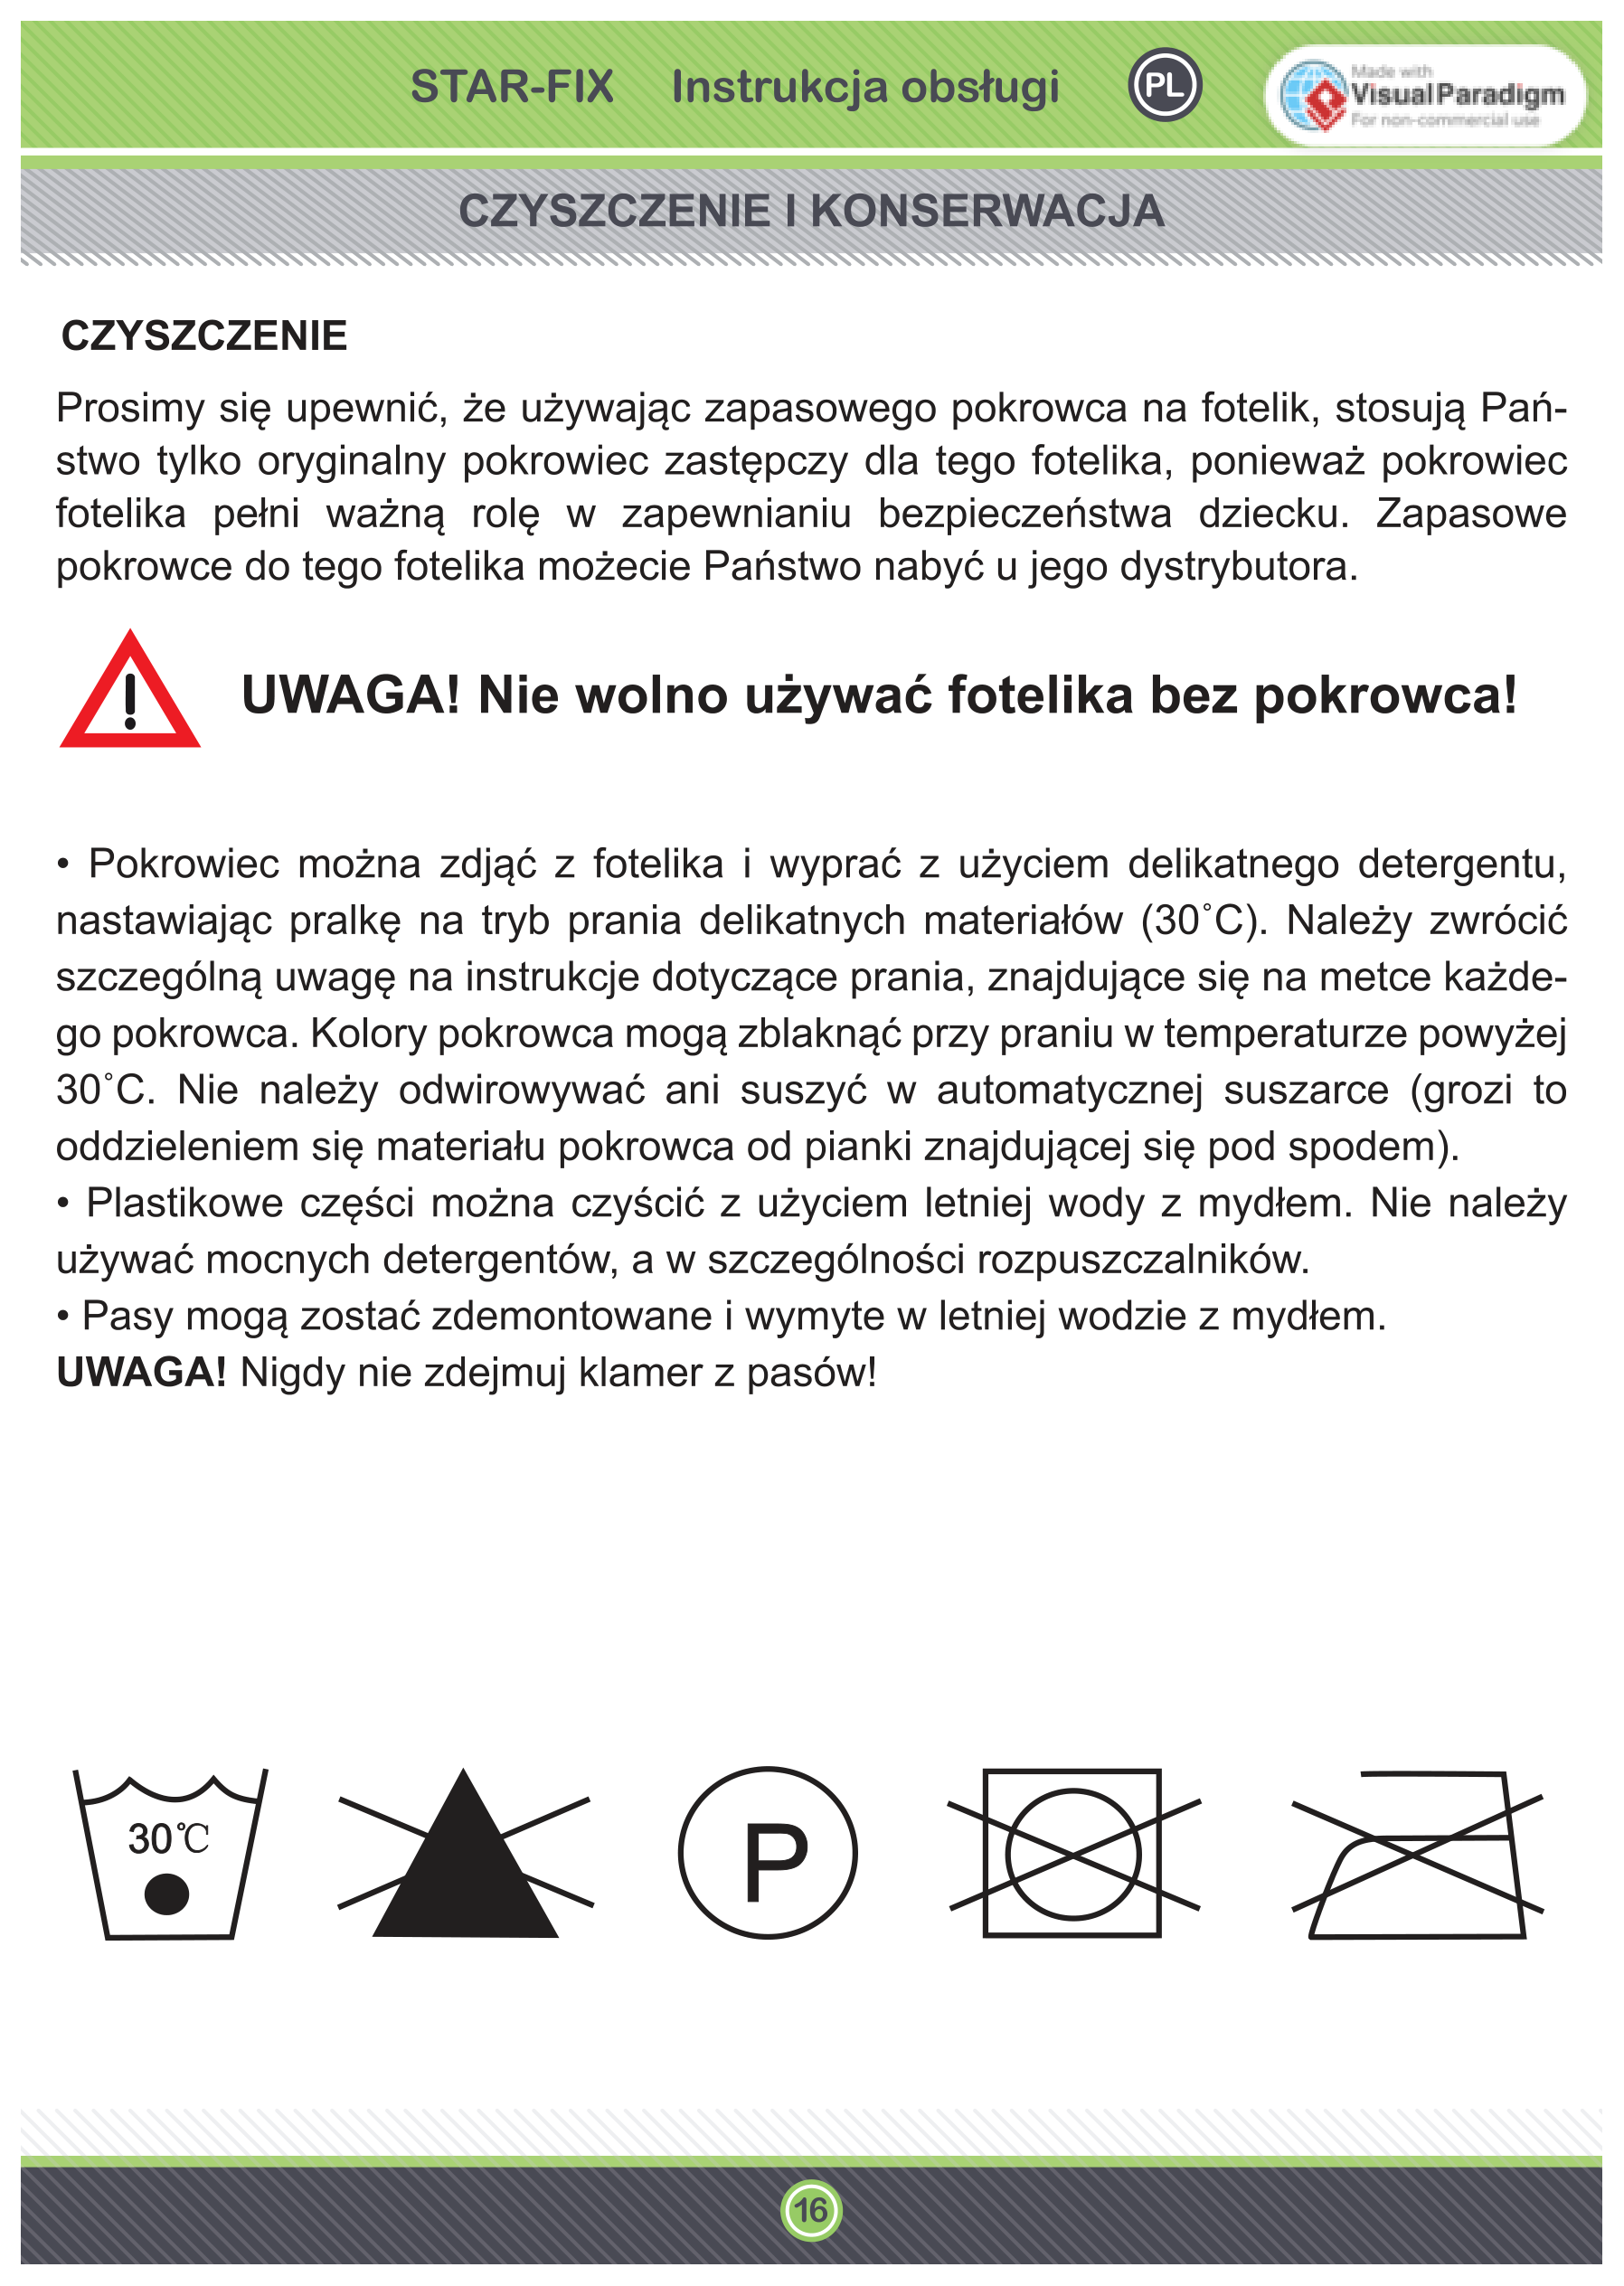 STAR-FIX Instrukcja obsługi PL
Made with
Visual Paradigm
For non-commercial use
CZYSZCZENIE I KONSERWACJA
CZYSZCZENIE
Prosimy się upewnić, że używając zapasowego pokrowca na fotelik, stosują Pań-
stwo tylko oryginalny pokrowiec zastępczy dla tego fotelika, ponieważ pokrowiec
fotelika pełni ważną rolę w zapewnianiu bezpieczeństwa dziecku. Zapasowe
pokrowce do tego fotelika możecie Państwo nabyć u jego dystrybutora.
! UWAGA! Nie wolno używać fotelika bez pokrowca!
• Pokrowiec można zdjąć z fotelika i wyprać z użyciem delikatnego detergentu,
nastawiając pralkę na tryb prania delikatnych materiałów (30˚C). Należy zwrócić
szczególną uwagę na instrukcje dotyczące prania, znajdujące się na metce każde-
go pokrowca. Kolory pokrowca mogą zblaknąć przy praniu w temperaturze powyżej
30˚C. Nie należy odwirowywać ani suszyć w automatycznej suszarce (grozi to
oddzieleniem się materiału pokrowca od pianki znajdującej się pod spodem).
• Plastikowe części można czyścić z użyciem letniej wody z mydłem. Nie należy
używać mocnych detergentów, a w szczególności rozpuszczalników.
• Pasy mogą zostać zdemontowane i wymyte w letniej wodzie z mydłem.
UWAGA! Nigdy nie zdejmuj klamer z pasów!
30℃ P
16